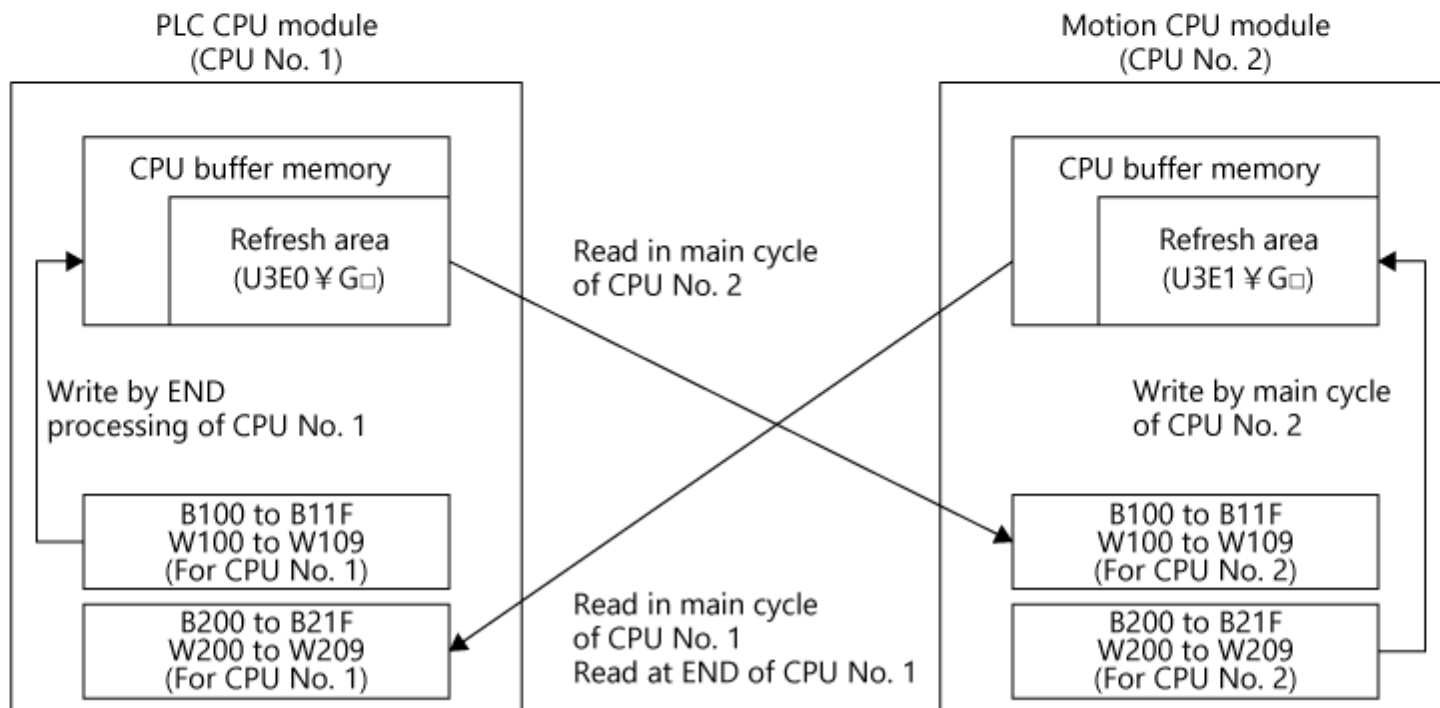 PLC CPU module
(CPU No. 1)
Motion CPU module
(CPU No. 2)
CPU buffer memory
Refresh area
(U3E0￥G□)
CPU buffer memory
Refresh area
(U3E1￥G□)
Read in main cycle
of CPU No. 2
Write by END
processing of CPU No. 1
Write by main cycle
of CPU No. 2
B100 to B11F
W100 to W109
(For CPU No. 1)
B100 to B11F
W100 to W109
(For CPU No. 2)
B200 to B21F
W200 to W209
(For CPU No. 1)
Read in main cycle
of CPU No. 1
Read at END of CPU No. 1
B200 to B21F
W200 to W209
(For CPU No. 2)